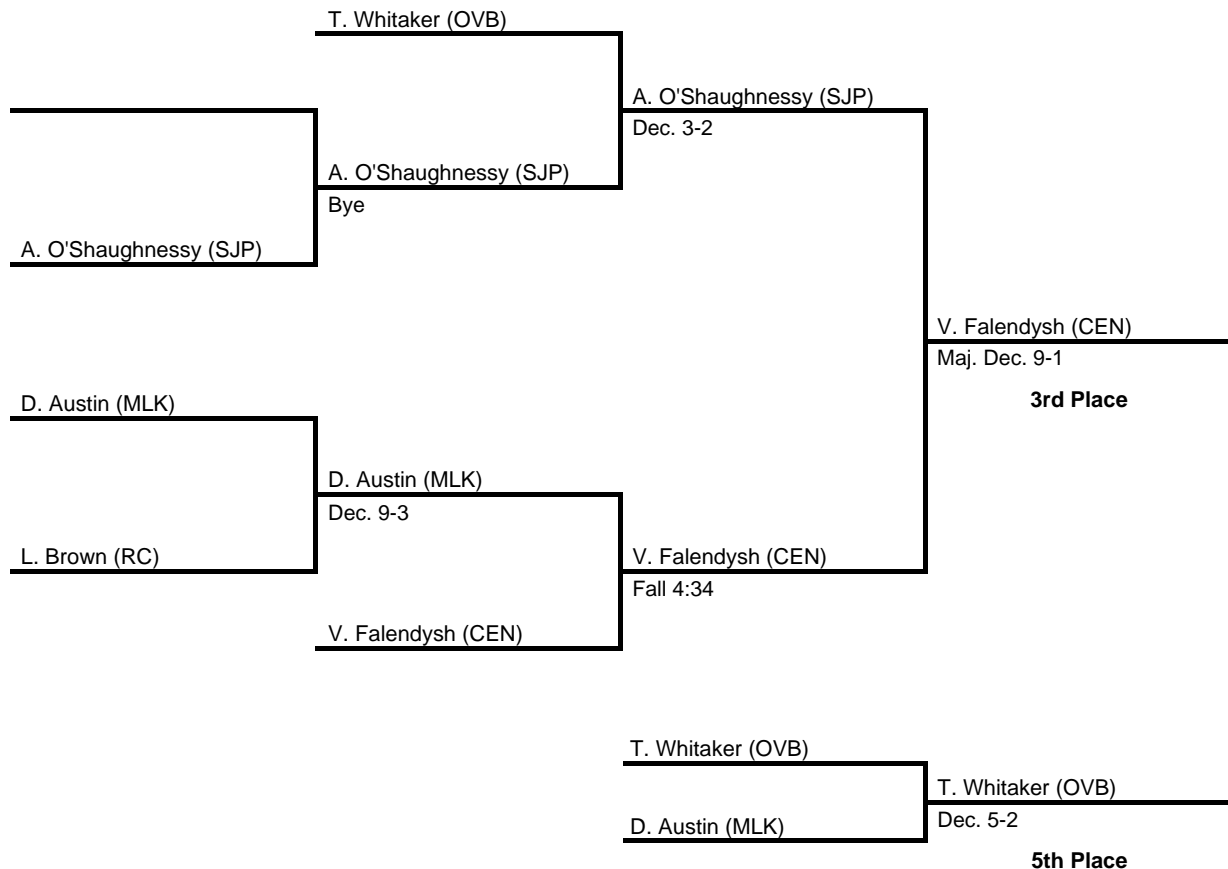 T. Whitaker (OVB)
A. O'Shaughnessy (SJP)
Dec. 3-2
A. O'Shaughnessy (SJP)
Bye
A. O'Shaughnessy (SJP)
V. Falendysh (CEN)
Maj. Dec. 9-1
3rd Place
D. Austin (MLK)
D. Austin (MLK)
Dec. 9-3
L. Brown (RC)
V. Falendysh (CEN)
Fall 4:34
V. Falendysh (CEN)
T. Whitaker (OVB)
T. Whitaker (OVB)
Dec. 5-2
D. Austin (MLK)
5th Place